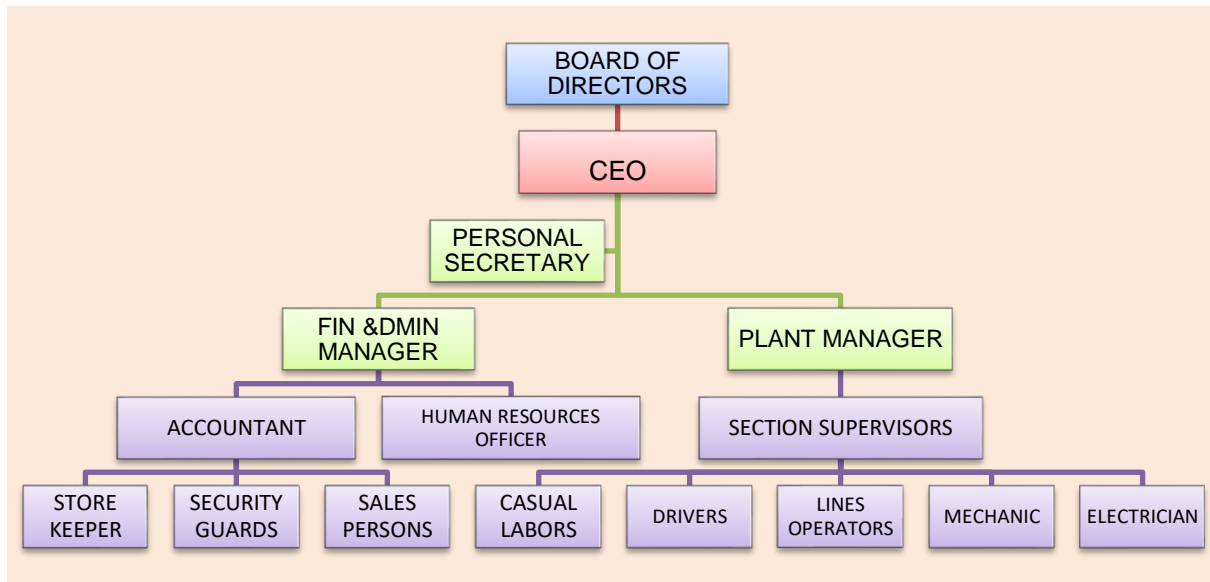 BOARD OF
DIRECTORS
CEO
PERSONAL
SECRETARY
FIN &DMIN
MANAGER
PLANT MANAGER
ACCOUNTANT
HUMAN RESOURCES
OFFICER
SECTION SUPERVISORS
STORE
KEEPER
SECURITY
GUARDS
SALES
PERSONS
CASUAL
LABORS
DRIVERS
LINES
OPERATORS
MECHANIC
ELECTRICIAN